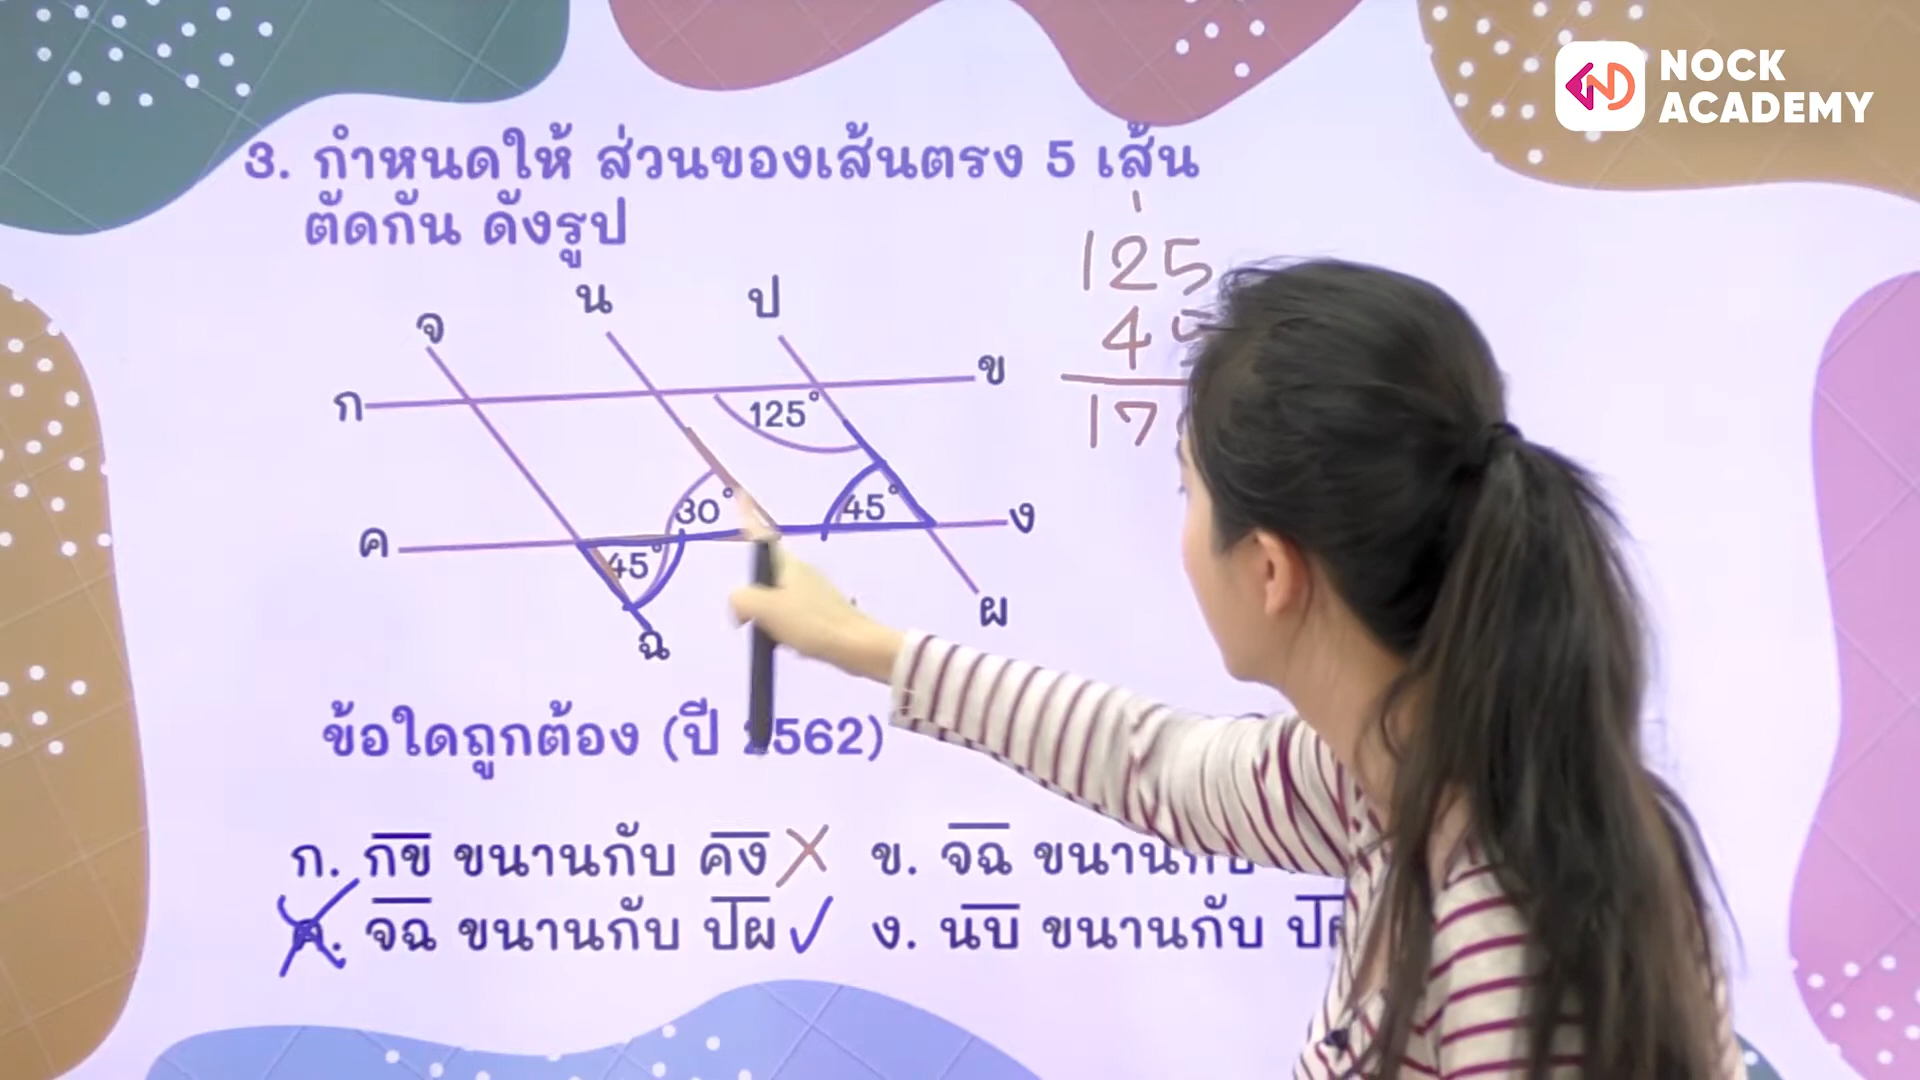 NOCK
ACADEMY
3. กำหนดให้ ส่วนของเส้นตรง 5 เส้น
ตัดกัน ดังรูป
1
125
4
17
จ น ป
ก ข
125°
30° 45°
ค ง
45°
ฉ ผ
ข้อใดถูกต้อง (ปี 2562)
ก. กข ขนานกับ คง ✗ ข. จฉ ขนานกับ
ค. จฉ ขนานกับ ปผ ✓ ง. นบ ขนานกับ